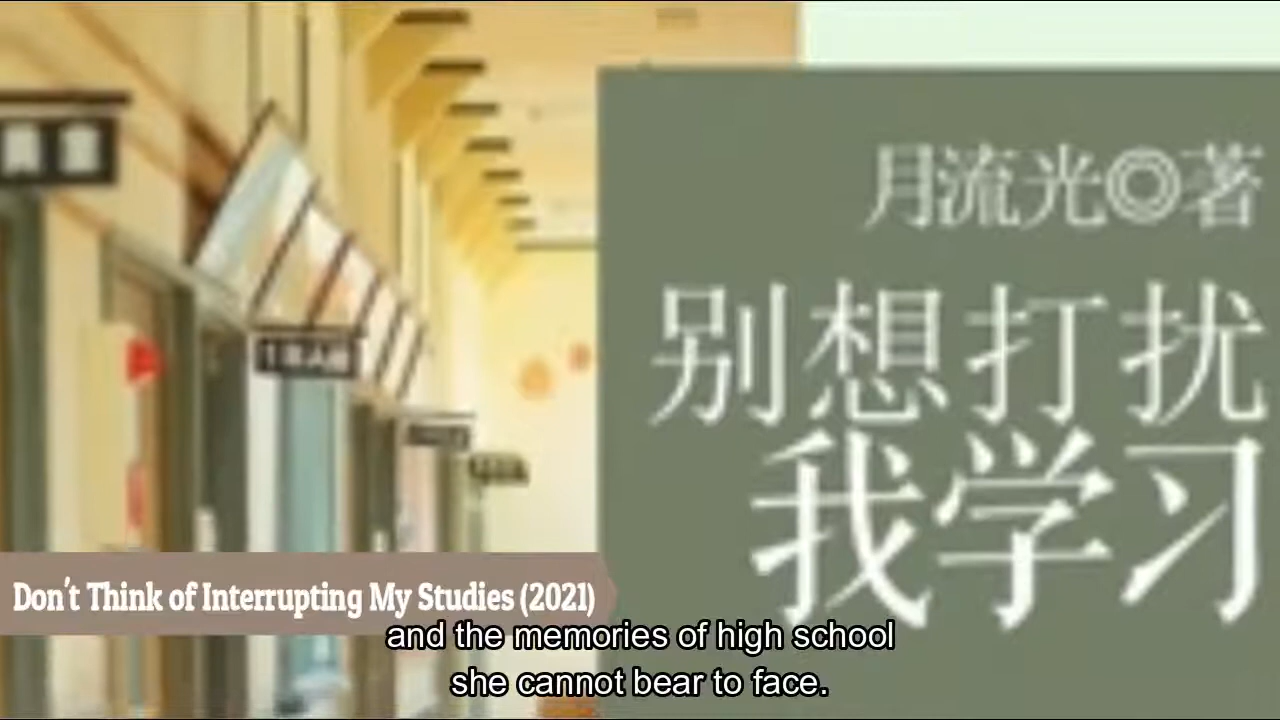 月流光◎著
别想打扰
我学习
Don't Think of Interrupting My Studies (2021)
and the memories of high school
she cannot bear to face.